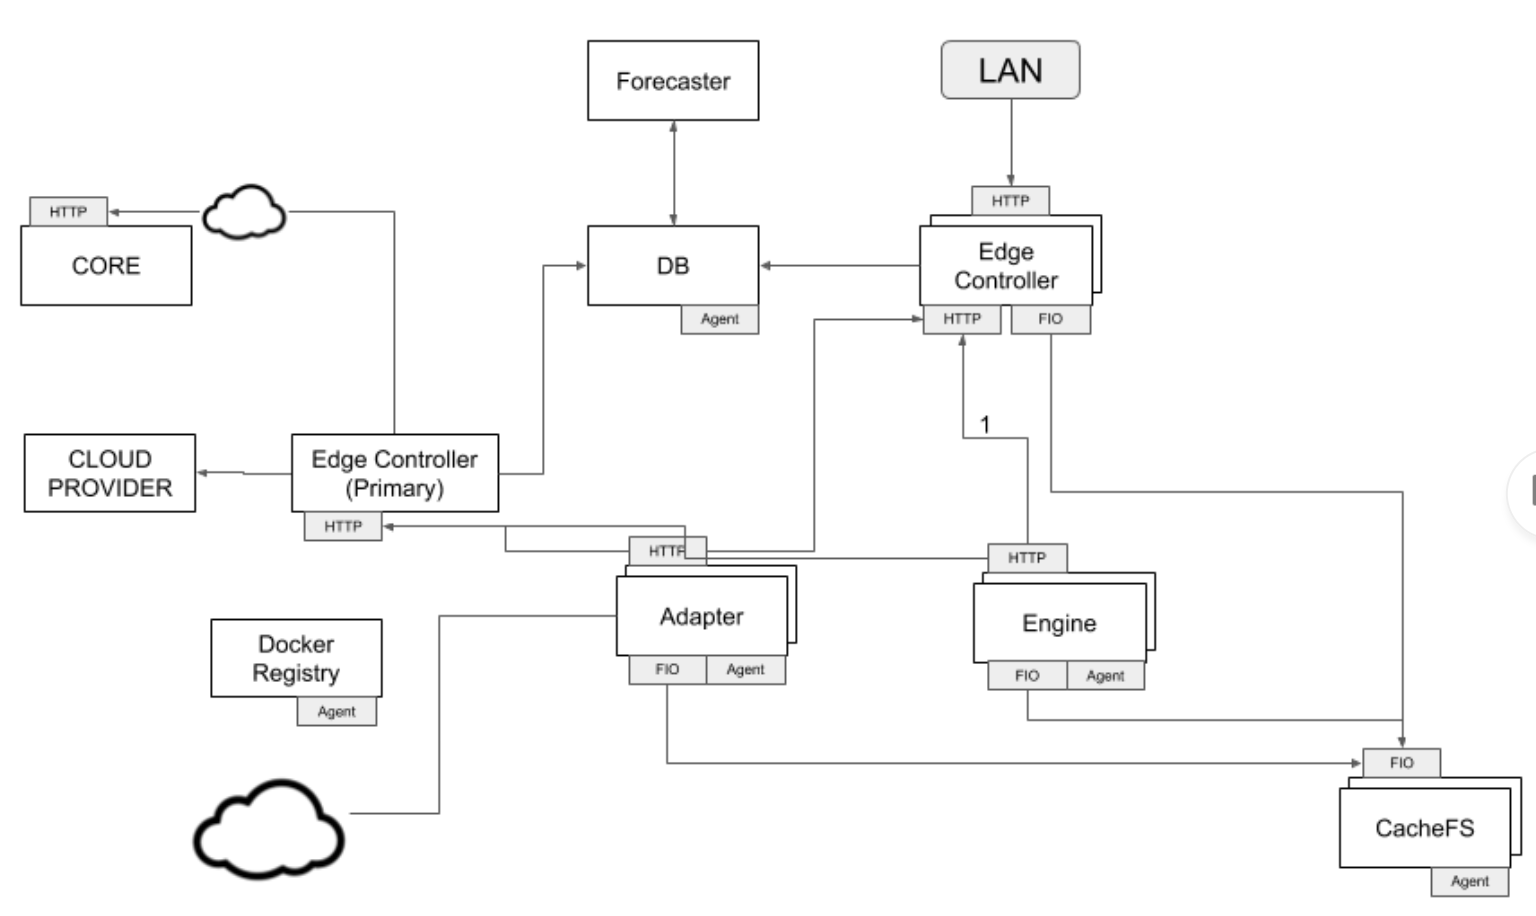 Forecaster
LAN
HTTP
HTTP
CORE
DB
Edge
Controller
Agent
HTTP
FIO
1
CLOUD
PROVIDER
Edge Controller
(Primary)
HTTP
HTTP
HTTP
Adapter
Engine
Docker
Registry
FIO
Agent
FIO
Agent
Agent
FIO
CacheFS
Agent